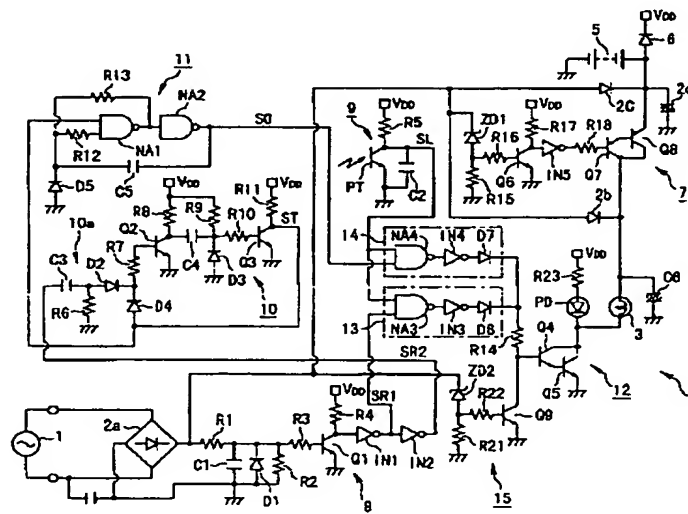 VDD
6
5
11
R13
NA2
2C
2c
9
VDD
R5
SL
VDD
ZD1
R16
R17
R18
Q8
SO
NA1
R12
C5
D5
PT
C2
Q6
IN5
Q7
R15
7
VDD
R8
R9
VDD
R11
ST
14
NA4
IN4
D7
2b
10a
Q2
R10
C4
R7
D3
Q3
C3
D2
R6
D4
10
VDD
R23
PD
C6
3
13
NA3
IN3
D6
R14
Q4
Q5
12
SR2
SR1
ZD2
R22
Q9
R21
15
1
2a
R1
R3
VDD
R4
C1
D1
R2
Q1
IN1
IN2
8